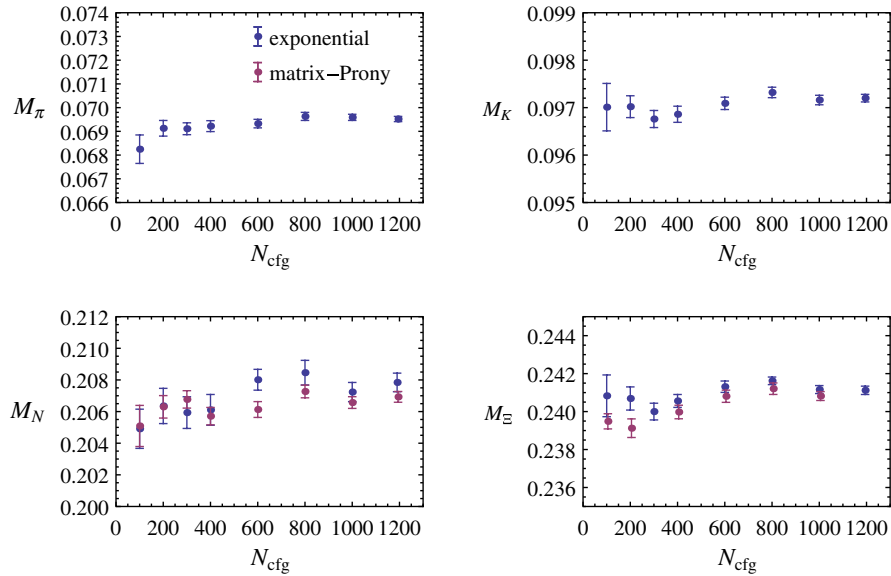 0.074
0.073
0.072
0.071
0.070
0.069
0.068
0.067
0.066
M_π
exponential
matrix–Prony
0 200 400 600 800 1000 1200
N_cfg
0.099
0.098
0.097
0.096
0.095
M_K
0 200 400 600 800 1000 1200
N_cfg
0.212
0.210
0.208
0.206
0.204
0.202
0.200
M_N
0 200 400 600 800 1000 1200
N_cfg
0.244
0.242
0.240
0.238
0.236
M_Ξ
0 200 400 600 800 1000 1200
N_cfg